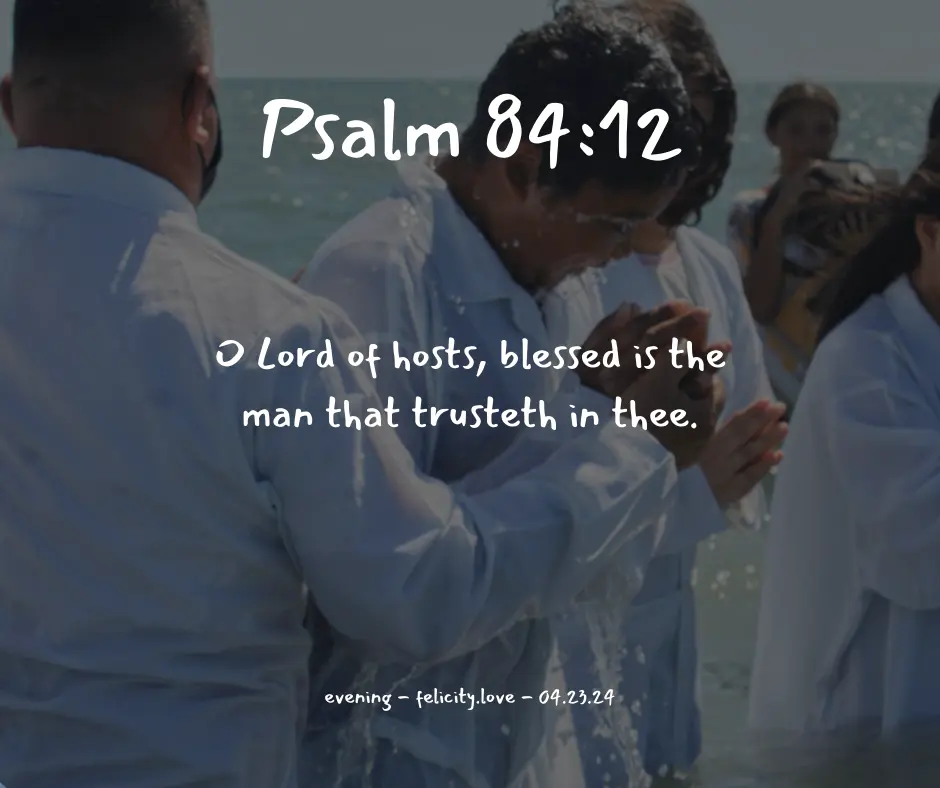 Psalm 84:12
O Lord of hosts, blessed is the
man that trusteth in thee.
evening - felicity.love - 04.23.24